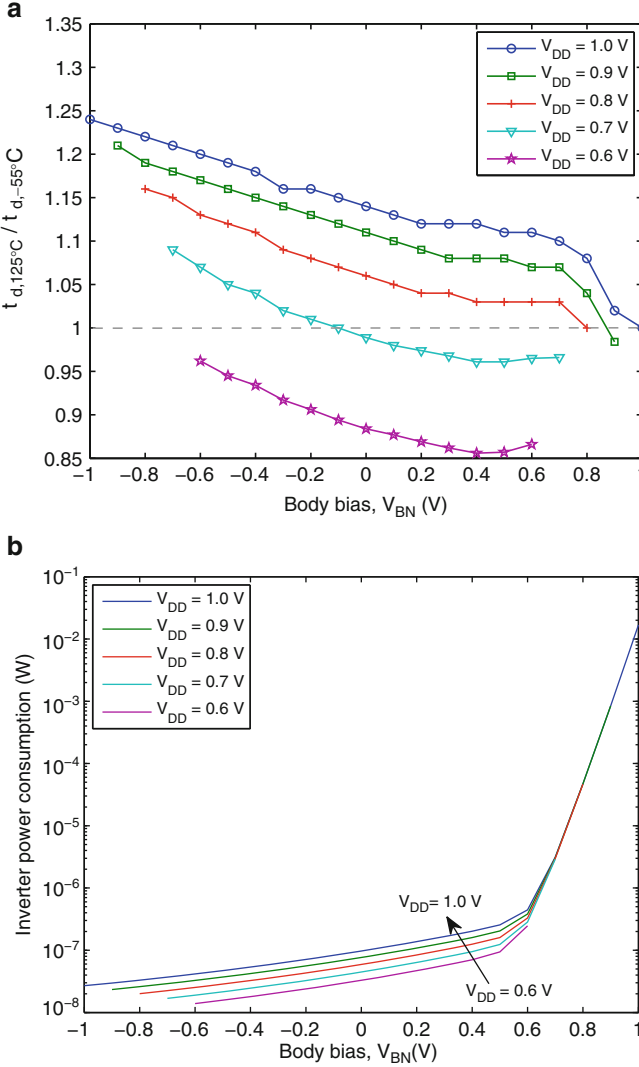 a
1.35
1.3
1.25
1.2
1.15
1.1
1.05
1
0.95
0.9
0.85
t d,125°C / t d,−55°C
−1 −0.8 −0.6 −0.4 −0.2 0 0.2 0.4 0.6 0.8 1
Body bias, V_BN (V)
V_DD = 1.0 V
V_DD = 0.9 V
V_DD = 0.8 V
V_DD = 0.7 V
V_DD = 0.6 V
b
10^−1
10^−2
10^−3
10^−4
10^−5
10^−6
10^−7
10^−8
Inverter power consumption (W)
V_DD = 1.0 V
V_DD = 0.9 V
V_DD = 0.8 V
V_DD = 0.7 V
V_DD = 0.6 V
V_DD= 1.0 V
V_DD= 0.6 V
−1 −0.8 −0.6 −0.4 −0.2 0 0.2 0.4 0.6 0.8 1
Body bias, V_BN(V)